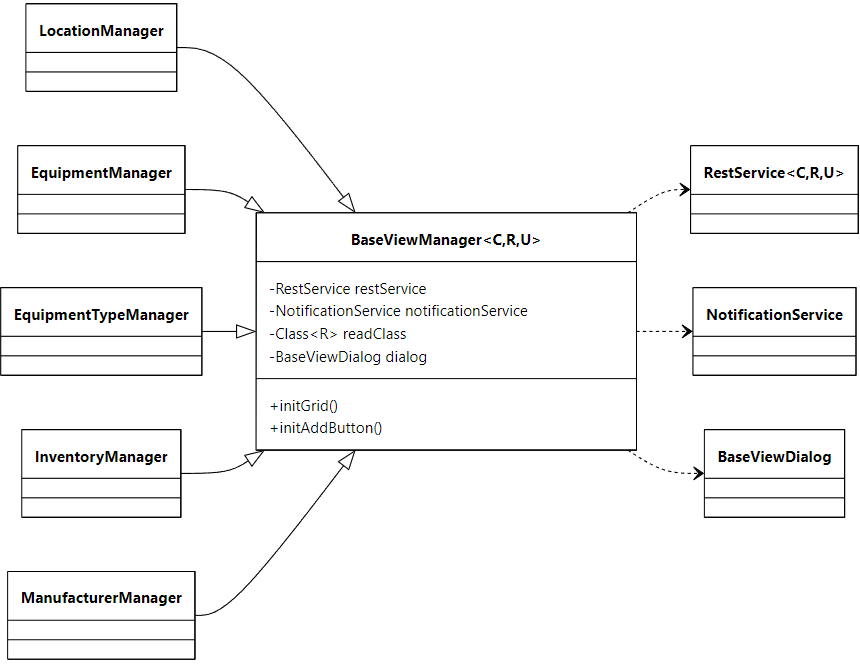 LocationManager
EquipmentManager
EquipmentTypeManager
InventoryManager
ManufacturerManager
BaseViewManager<C,R,U>
-RestService restService
-NotificationService notificationService
-Class<R> readClass
-BaseViewDialog dialog
+initGrid()
+initAddButton()
RestService<C,R,U>
NotificationService
BaseViewDialog